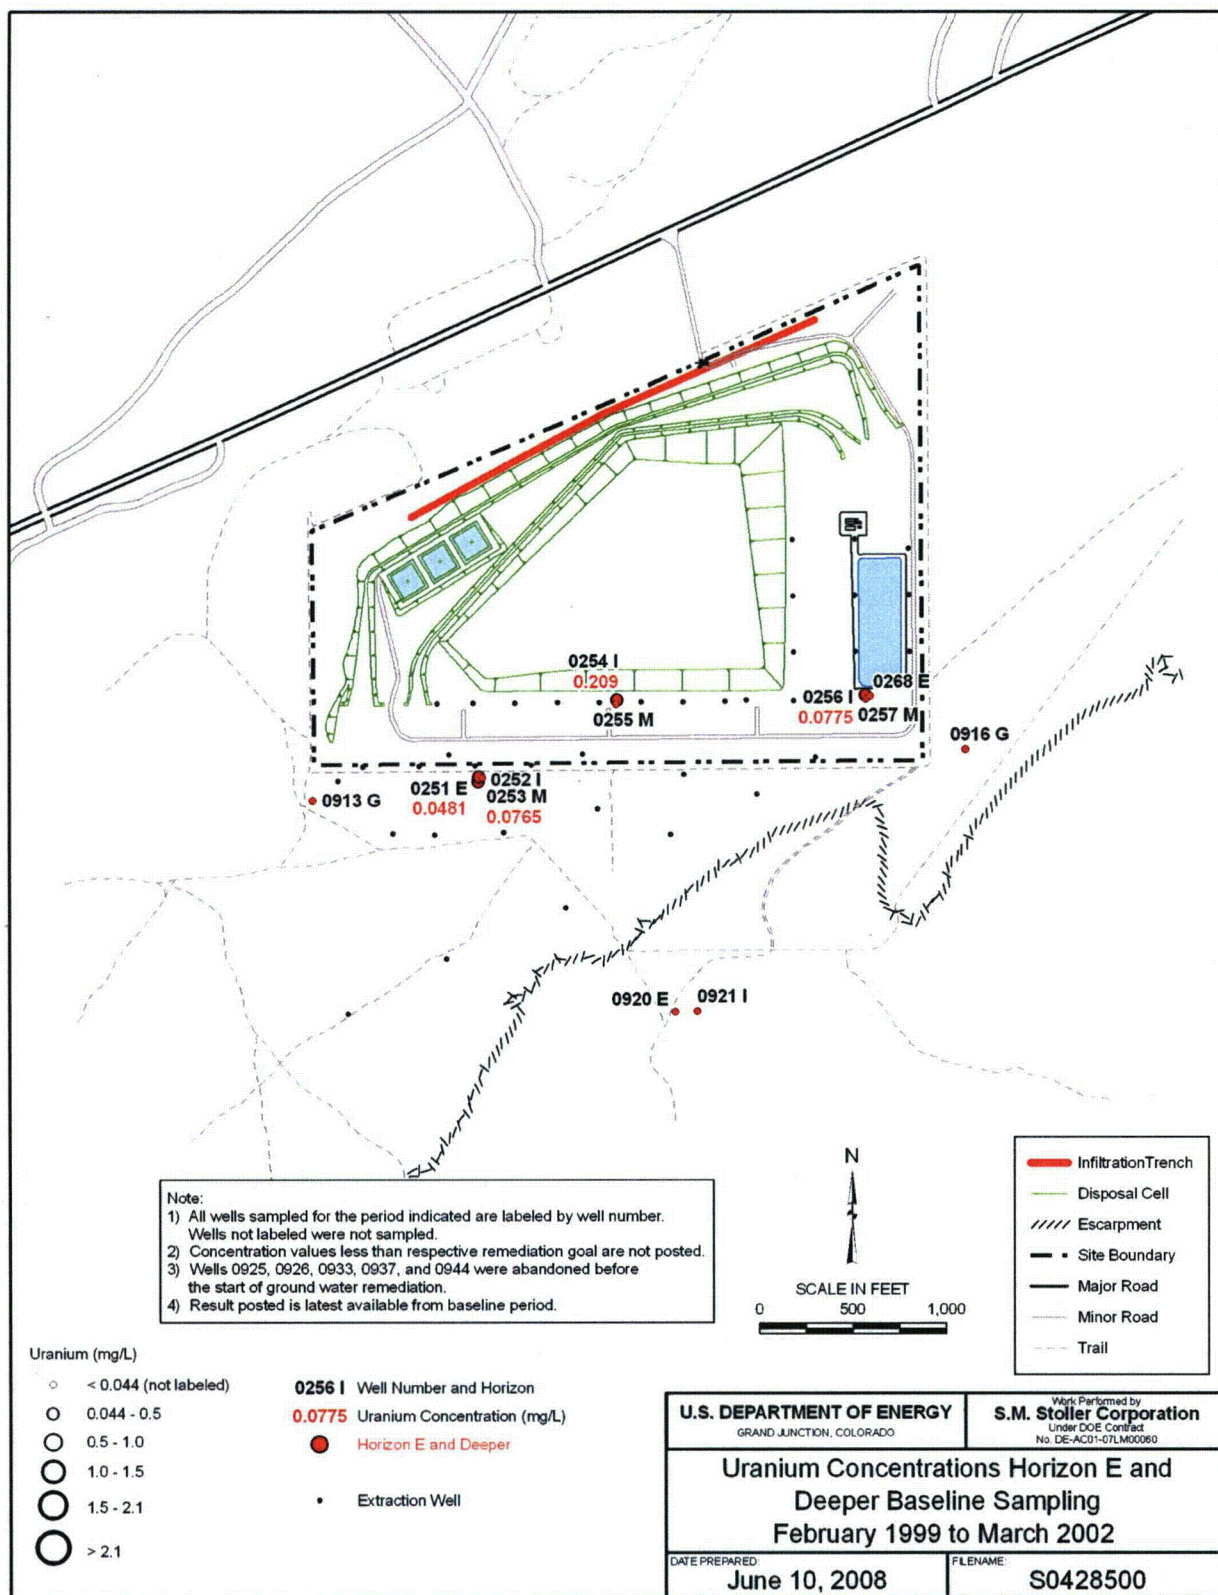 0254 I
0.209
0255 M
0268 E
0256 I
0.0775
0257 M
0916 G
0913 G
0251 E
0.0481
0252 I
0253 M
0.0765
0920 E
0921 I
Note:
1) All wells sampled for the period indicated are labeled by well number.
Wells not labeled were not sampled.
2) Concentration values less than respective remediation goal are not posted.
3) Wells 0925, 0926, 0933, 0937, and 0944 were abandoned before
the start of ground water remediation.
4) Result posted is latest available from baseline period.
N
SCALE IN FEET
0 500 1,000
InfiltrationTrench
Disposal Cell
Escarpment
Site Boundary
Major Road
Minor Road
Trail
Uranium (mg/L)
< 0.044 (not labeled)
0.044 - 0.5
0.5 - 1.0
1.0 - 1.5
1.5 - 2.1
> 2.1
0256 I Well Number and Horizon
0.0775 Uranium Concentration (mg/L)
Horizon E and Deeper
Extraction Well
U.S. DEPARTMENT OF ENERGY
GRAND JUNCTION, COLORADO
Work Performed by
S.M. Stoller Corporation
Under DOE Contract
No. DE-AC01-07LM00060
Uranium Concentrations Horizon E and
Deeper Baseline Sampling
February 1999 to March 2002
DATE PREPARED:
June 10, 2008
FILENAME:
S0428500